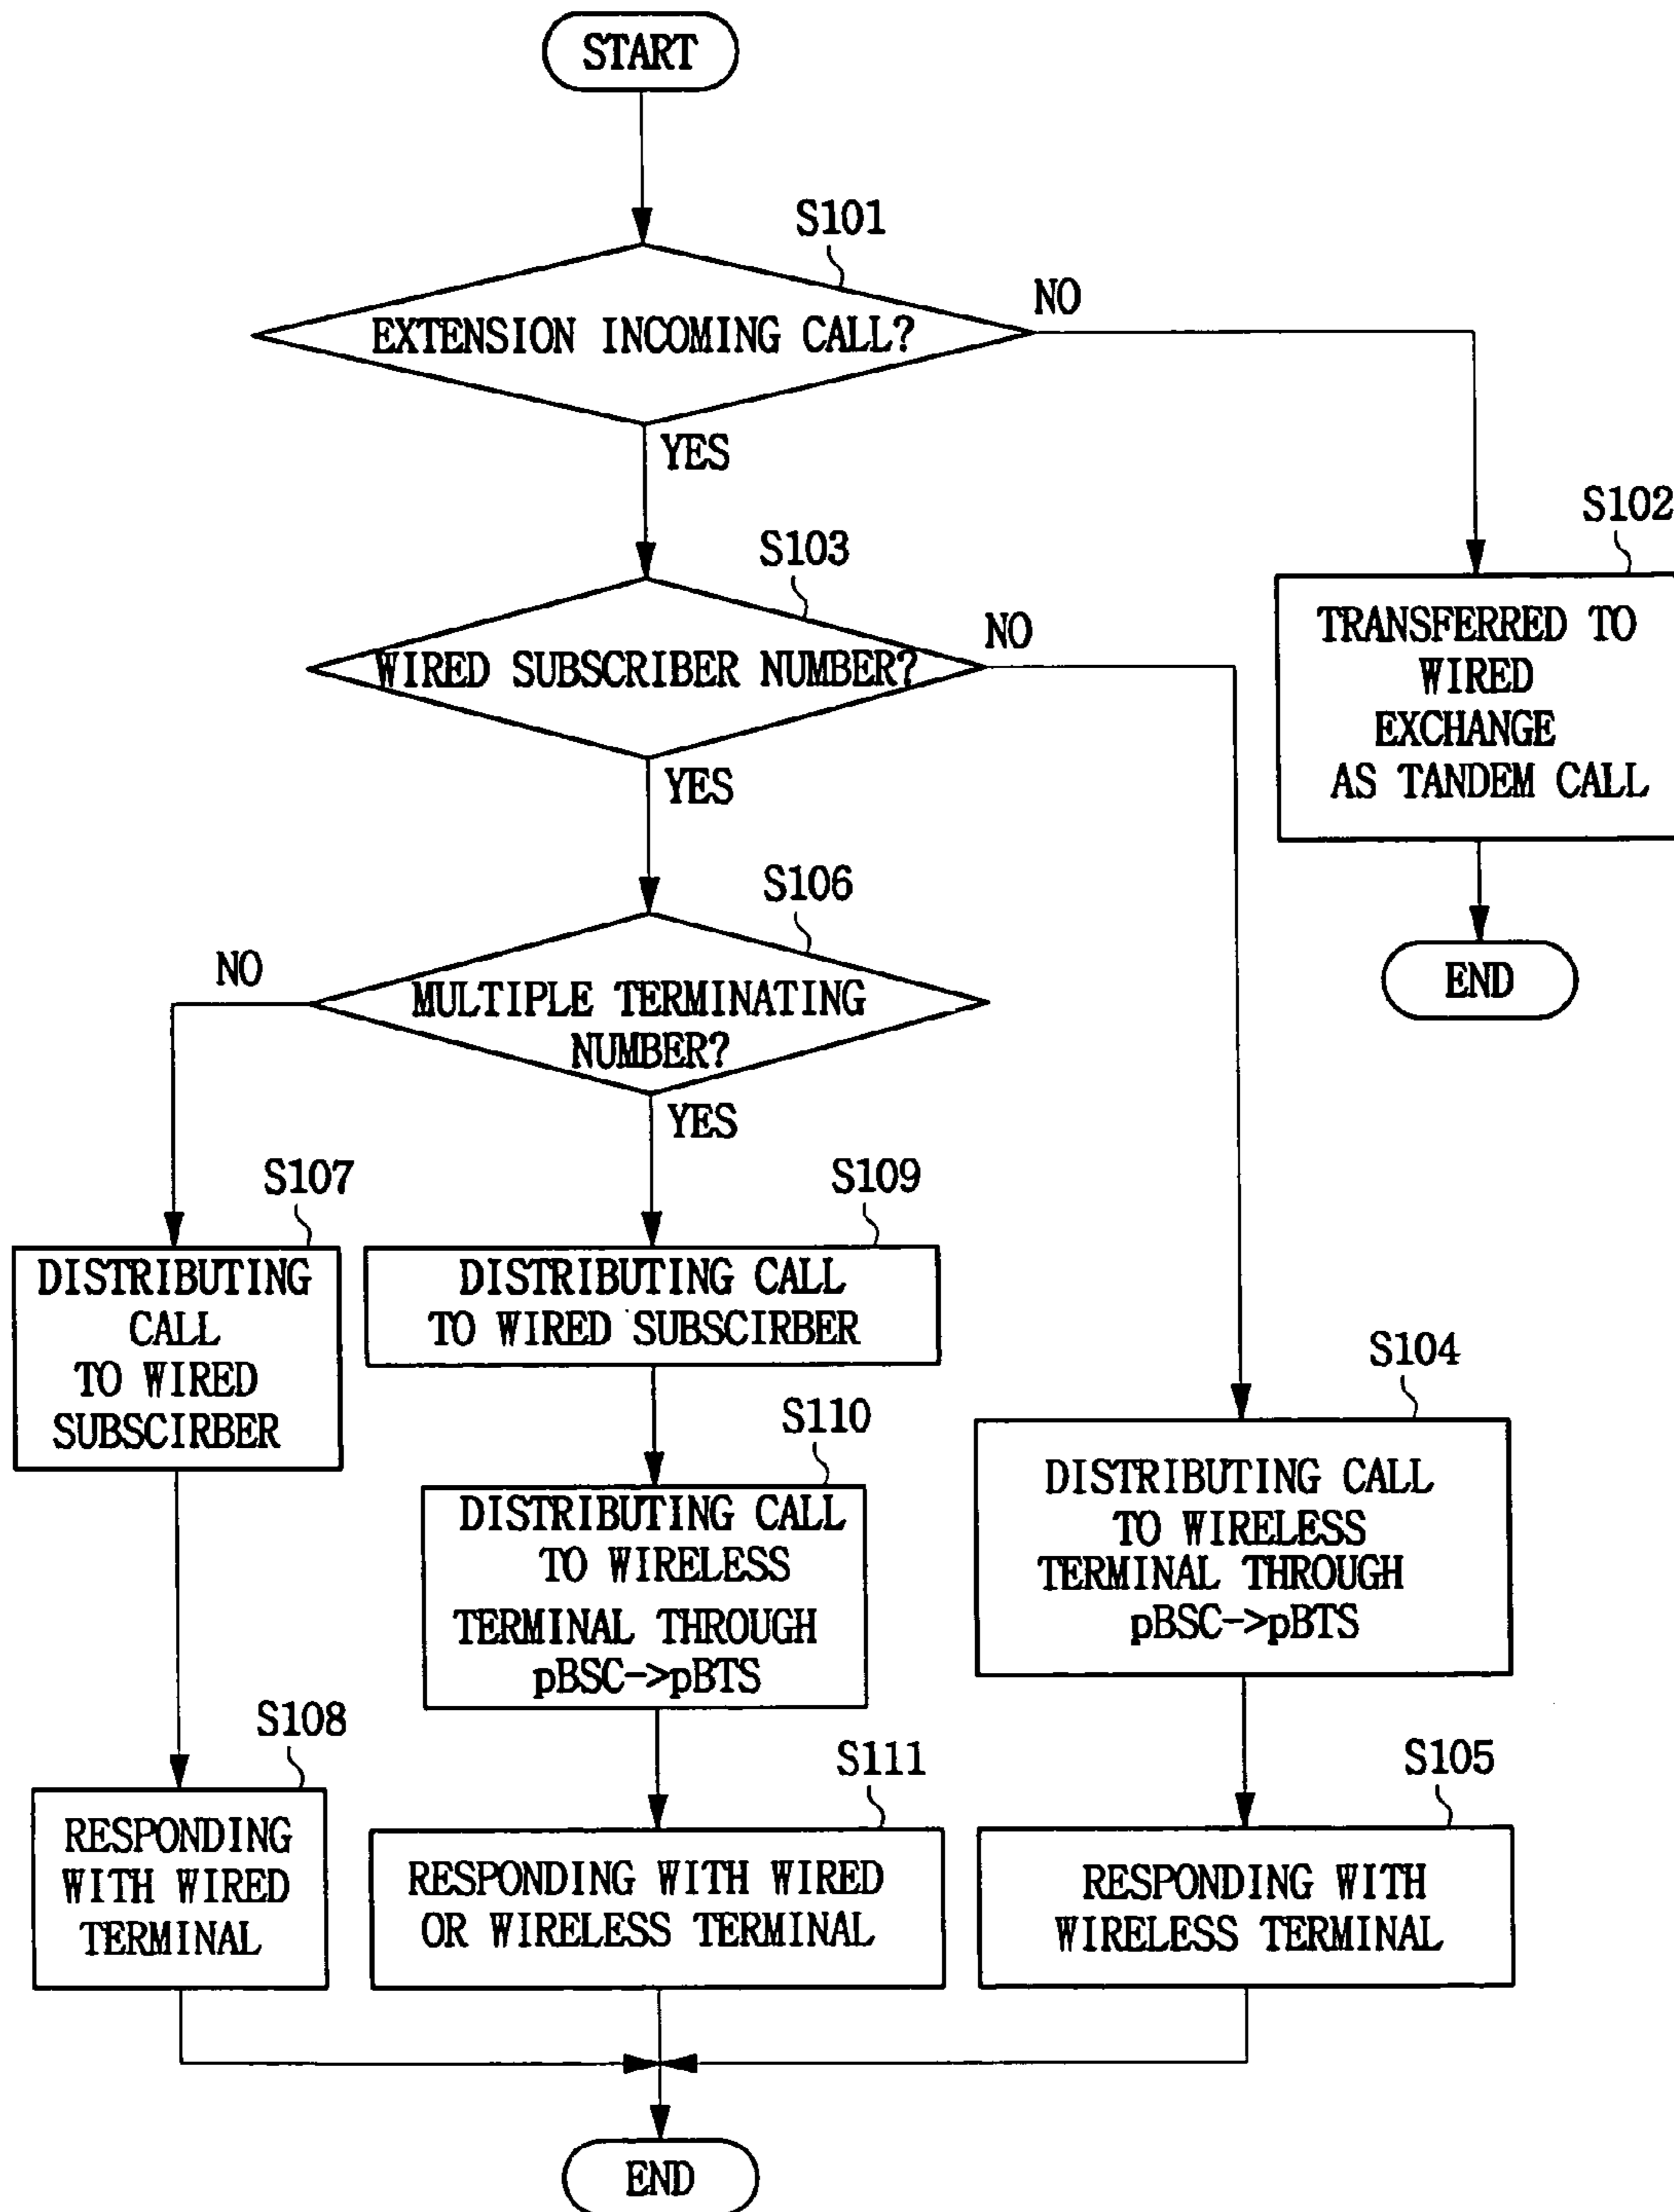 START
S101
EXTENSION INCOMING CALL?
NO
YES
S102
TRANSFERRED TO
WIRED
EXCHANGE
AS TANDEM CALL
END
S103
WIRED SUBSCRIBER NUMBER?
NO
YES
S106
MULTIPLE TERMINATING
NUMBER?
NO
YES
S107
DISTRIBUTING
CALL
TO WIRED
SUBSCIRBER
S109
DISTRIBUTING CALL
TO WIRED SUBSCIRBER
S104
DISTRIBUTING CALL
TO WIRELESS
TERMINAL THROUGH
pBSC->pBTS
S110
DISTRIBUTING CALL
TO WIRELESS
TERMINAL THROUGH
pBSC->pBTS
S108
RESPONDING
WITH WIRED
TERMINAL
S111
RESPONDING WITH WIRED
OR WIRELESS TERMINAL
S105
RESPONDING WITH
WIRELESS TERMINAL
END